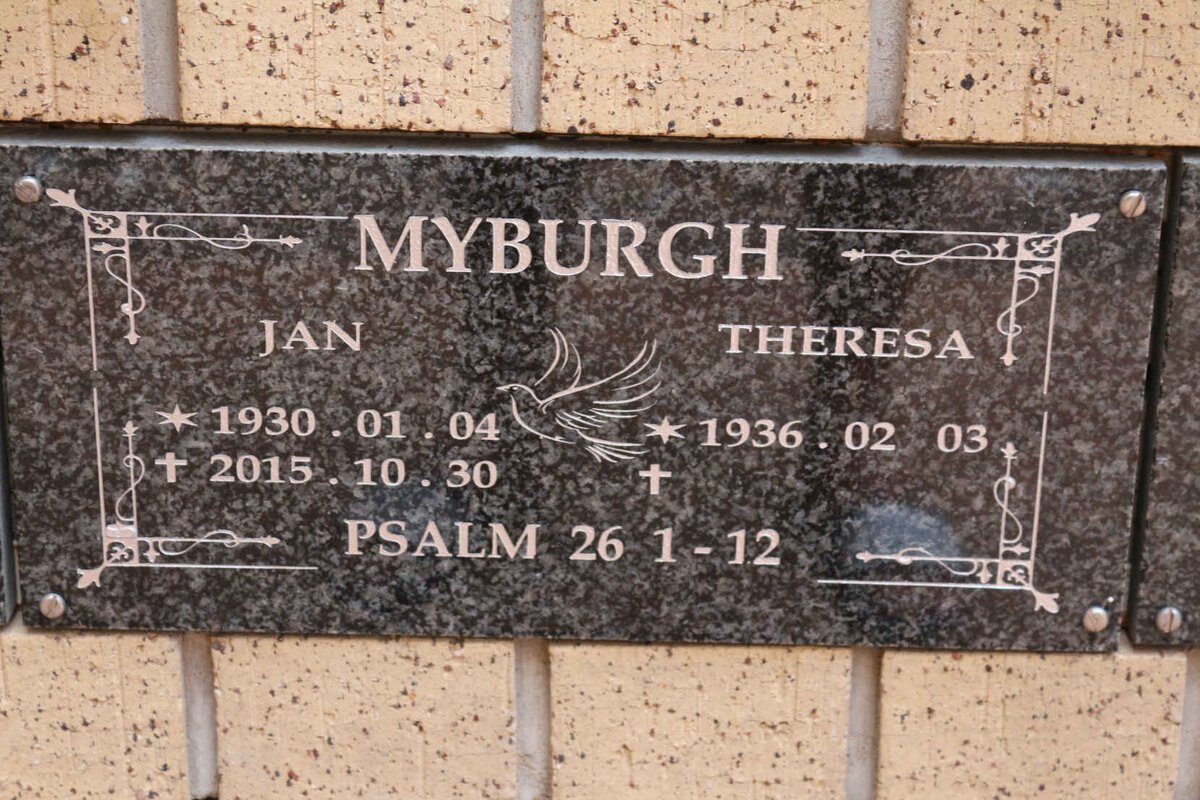 MYBURGH
JAN THERESA
✶ 1930 . 01 . 04 ✶ 1936 . 02 03
✝ 2015 . 10 . 30 ✝
PSALM 26 1 - 12